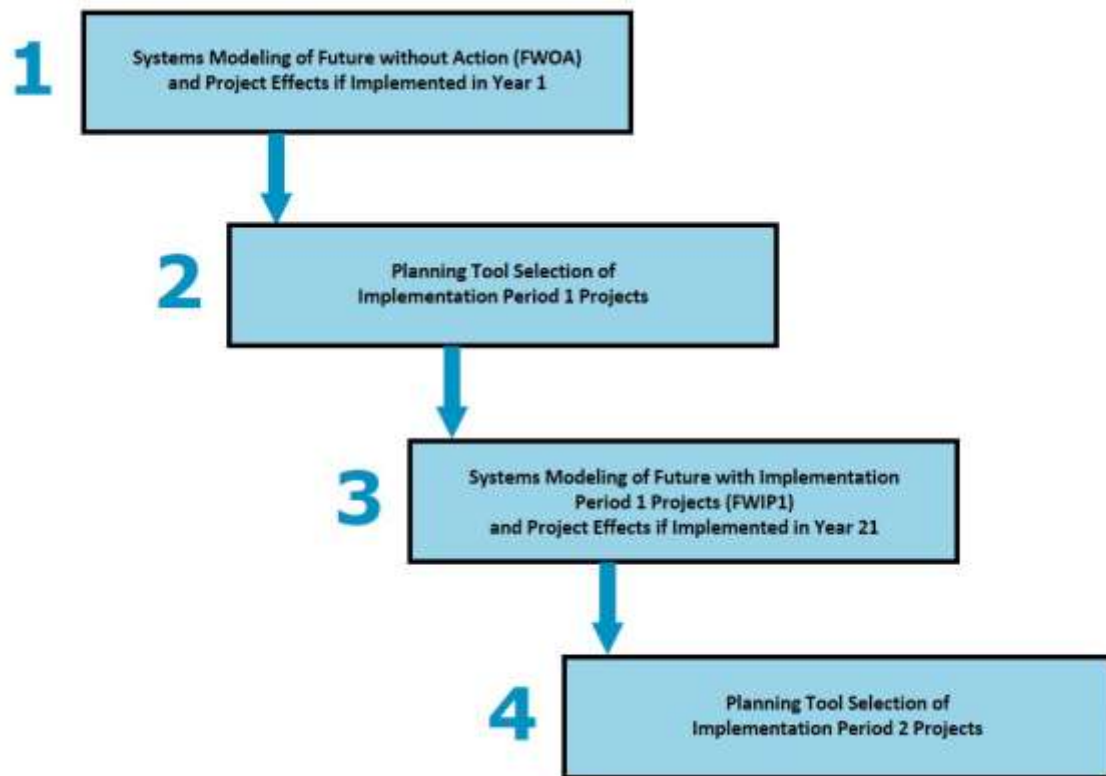 1
Systems Modeling of Future without Action (FWOA)
and Project Effects if Implemented in Year 1
2
Planning Tool Selection of
Implementation Period 1 Projects
3
Systems Modeling of Future with Implementation
Period 1 Projects (FWIP1)
and Project Effects if Implemented in Year 21
4
Planning Tool Selection of
Implementation Period 2 Projects